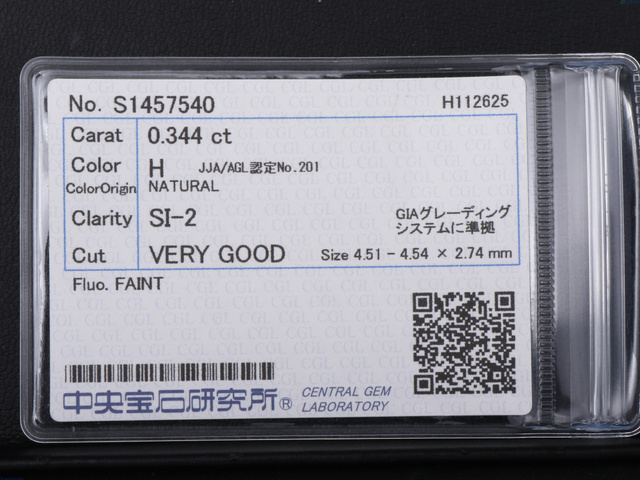 No. S1457540 H112625
Carat 0.344 ct
Color H JJA/AGL認定No.201
ColorOrigin NATURAL
Clarity SI-2 GIAグレーディング
システムに準拠
Cut VERY GOOD Size 4.51 - 4.54 × 2.74 mm
Fluo. FAINT
中央宝石研究所® CENTRAL GEM
LABORATORY